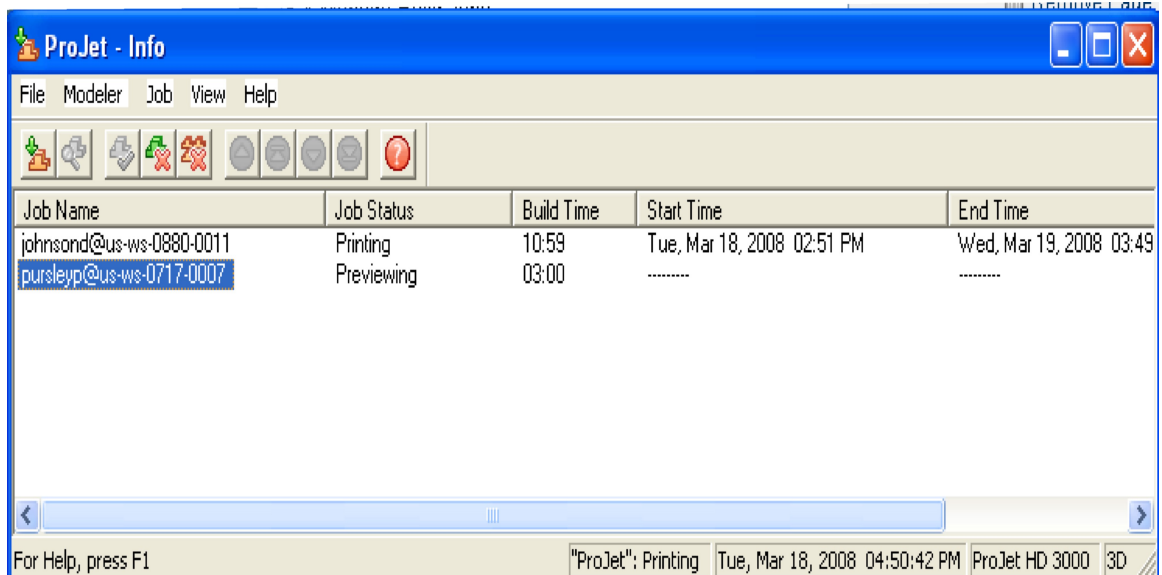 ProJet - Info
File Modeler Job View Help
Job Name Job Status Build Time Start Time End Time
johnsond@us-ws-0880-0011 Printing 10:59 Tue, Mar 18, 2008 02:51 PM Wed, Mar 19, 2008 03:49
pursleyp@us-ws-0717-0007 Previewing 03:00 --------- ---------
For Help, press F1 "ProJet": Printing Tue, Mar 18, 2008 04:50:42 PM ProJet HD 3000 3D